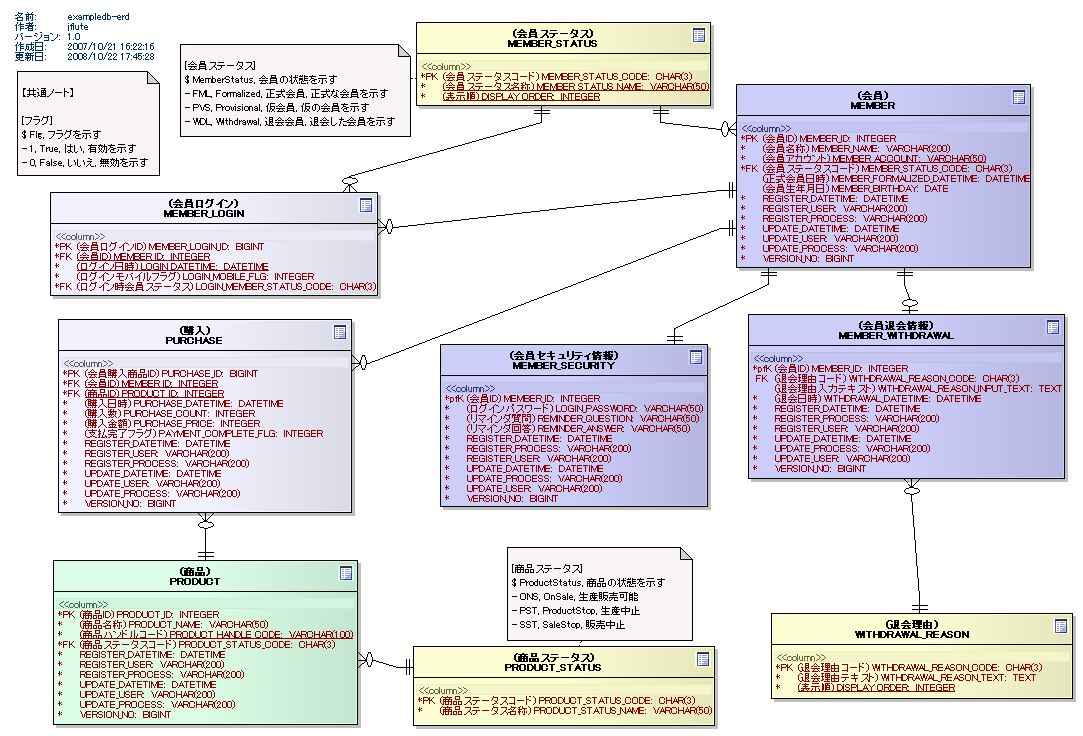 名前: exampledb-erd
作者: jflute
バージョン: 1.0
作成日: 2007/10/21 16:22:16
更新日: 2008/10/22 17:45:28
【共通ノート】
[フラグ]
$ Flg, フラグを示す
- 1, True, はい, 有効を示す
- 0, False, いいえ, 無効を示す
[会員ステータス]
$ MemberStatus, 会員の状態を示す
- FML, Formalized, 正式会員, 正式な会員を示す
- PVS, Provisional, 仮会員, 仮の会員を示す
- WDL, Withdrawal, 退会会員, 退会した会員を示す
(会員ステータス)
MEMBER_STATUS
<<column>>
*PK (会員ステータスコード) MEMBER_STATUS_CODE: CHAR(3)
* (会員ステータス名称) MEMBER_STATUS_NAME: VARCHAR(50)
* (表示順) DISPLAY_ORDER: INTEGER
(会員)
MEMBER
<<column>>
*PK (会員ID) MEMBER_ID: INTEGER
* (会員名称) MEMBER_NAME: VARCHAR(200)
* (会員アカウント) MEMBER_ACCOUNT: VARCHAR(50)
*FK (会員ステータスコード) MEMBER_STATUS_CODE: CHAR(3)
(正式会員日時) MEMBER_FORMALIZED_DATETIME: DATETIME
(会員生年月日) MEMBER_BIRTHDAY: DATE
* REGISTER_DATETIME: DATETIME
* REGISTER_USER: VARCHAR(200)
* REGISTER_PROCESS: VARCHAR(200)
* UPDATE_DATETIME: DATETIME
* UPDATE_USER: VARCHAR(200)
* UPDATE_PROCESS: VARCHAR(200)
* VERSION_NO: BIGINT
(会員ログイン)
MEMBER_LOGIN
<<column>>
*PK (会員ログインID) MEMBER_LOGIN_ID: BIGINT
*FK (会員ID) MEMBER_ID: INTEGER
* (ログイン日時) LOGIN_DATETIME: DATETIME
* (ログインモバイルフラグ) LOGIN_MOBILE_FLG: INTEGER
*FK (ログイン時会員ステータス) LOGIN_MEMBER_STATUS_CODE: CHAR(3)
(購入)
PURCHASE
<<column>>
*PK (会員購入商品ID) PURCHASE_ID: BIGINT
*FK (会員ID) MEMBER_ID: INTEGER
*FK (商品ID) PRODUCT_ID: INTEGER
* (購入日時) PURCHASE_DATETIME: DATETIME
* (購入数) PURCHASE_COUNT: INTEGER
* (購入金額) PURCHASE_PRICE: INTEGER
* (支払完了フラグ) PAYMENT_COMPLETE_FLG: INTEGER
* REGISTER_DATETIME: DATETIME
* REGISTER_USER: VARCHAR(200)
* REGISTER_PROCESS: VARCHAR(200)
* UPDATE_DATETIME: DATETIME
* UPDATE_USER: VARCHAR(200)
* UPDATE_PROCESS: VARCHAR(200)
* VERSION_NO: BIGINT
(会員セキュリティ情報)
MEMBER_SECURITY
<<column>>
*pfK (会員ID) MEMBER_ID: INTEGER
* (ログインパスワード) LOGIN_PASSWORD: VARCHAR(50)
* (リマインダ質問) REMINDER_QUESTION: VARCHAR(50)
* (リマインダ回答) REMINDER_ANSWER: VARCHAR(50)
* REGISTER_DATETIME: DATETIME
* REGISTER_PROCESS: VARCHAR(200)
* REGISTER_USER: VARCHAR(200)
* UPDATE_DATETIME: DATETIME
* UPDATE_PROCESS: VARCHAR(200)
* UPDATE_USER: VARCHAR(200)
* VERSION_NO: BIGINT
(会員退会情報)
MEMBER_WITHDRAWAL
<<column>>
*pfK (会員ID) MEMBER_ID: INTEGER
FK (退会理由コード) WITHDRAWAL_REASON_CODE: CHAR(3)
(退会理由入力テキスト) WITHDRAWAL_REASON_INPUT_TEXT: TEXT
* (退会日時) WITHDRAWAL_DATETIME: DATETIME
* REGISTER_DATETIME: DATETIME
* REGISTER_PROCESS: VARCHAR(200)
* REGISTER_USER: VARCHAR(200)
* UPDATE_DATETIME: DATETIME
* UPDATE_PROCESS: VARCHAR(200)
* UPDATE_USER: VARCHAR(200)
* VERSION_NO: BIGINT
(商品)
PRODUCT
<<column>>
*PK (商品ID) PRODUCT_ID: INTEGER
* (商品名称) PRODUCT_NAME: VARCHAR(50)
* (商品ハンドルコード) PRODUCT_HANDLE_CODE: VARCHAR(100)
*FK (商品ステータスコード) PRODUCT_STATUS_CODE: CHAR(3)
* REGISTER_DATETIME: DATETIME
* REGISTER_USER: VARCHAR(200)
* REGISTER_PROCESS: VARCHAR(200)
* UPDATE_DATETIME: DATETIME
* UPDATE_USER: VARCHAR(200)
* UPDATE_PROCESS: VARCHAR(200)
* VERSION_NO: BIGINT
[商品ステータス]
$ ProductStatus, 商品の状態を示す
- ONS, OnSale, 生産販売可能
- PST, ProductStop, 生産中止
- SST, SaleStop, 販売中止
(商品ステータス)
PRODUCT_STATUS
<<column>>
*PK (商品ステータスコード) PRODUCT_STATUS_CODE: CHAR(3)
* (商品ステータス名称) PRODUCT_STATUS_NAME: VARCHAR(50)
(退会理由)
WITHDRAWAL_REASON
<<column>>
*PK (退会理由コード) WITHDRAWAL_REASON_CODE: CHAR(3)
* (退会理由テキスト) WITHDRAWAL_REASON_TEXT: TEXT
* (表示順) DISPLAY_ORDER: INTEGER